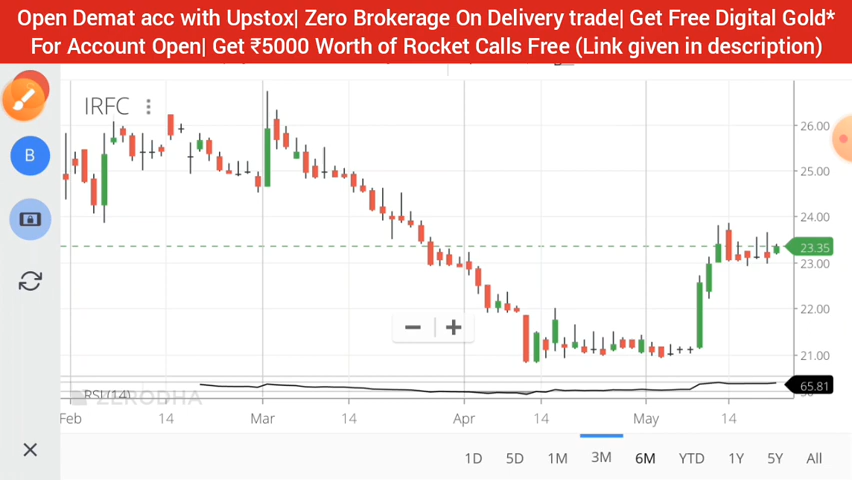 Open Demat acc with Upstox| Zero Brokerage On Delivery trade| Get Free Digital Gold*
For Account Open| Get ₹5000 Worth of Rocket Calls Free (Link given in description)
IRFC
26.00
B
25.00
24.00
23.35
23.00
22.00
21.00
65.81
RSI (14)
ZERODHA
Feb 14 Mar 14 Apr 14 May 14
1D 5D 1M 3M 6M YTD 1Y 5Y All